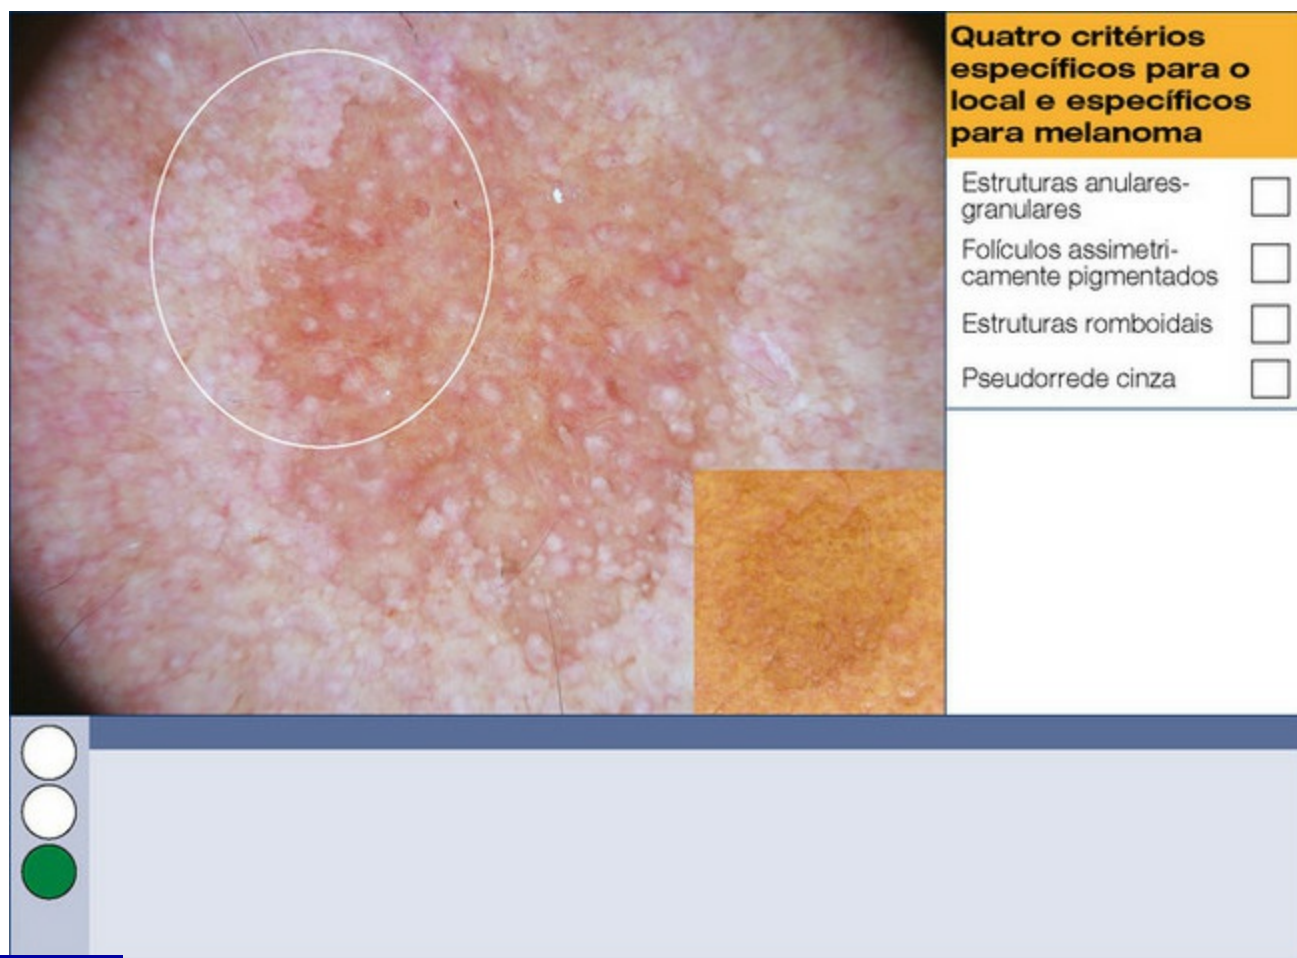 Quatro critérios
específicos para o
local e específicos
para melanoma
Estruturas anulares-
granulares
Folículos assimetri-
camente pigmentados
Estruturas romboidais
Pseudorrede cinza